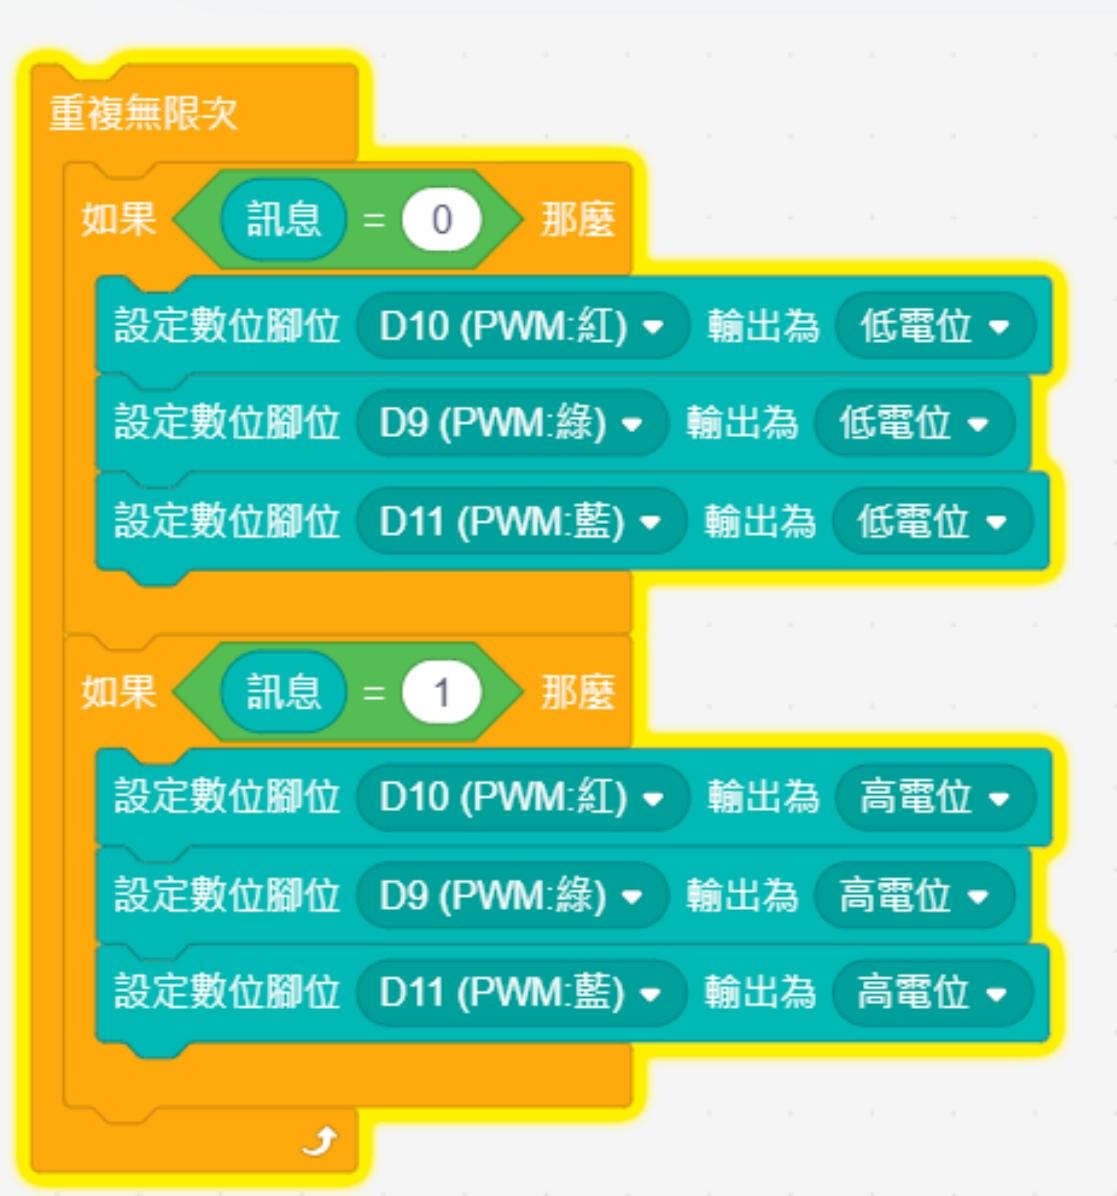 重複無限次
如果 訊息 = 0 那麼
設定數位腳位 D10 (PWM:紅) 輸出為 低電位
設定數位腳位 D9 (PWM:綠) 輸出為 低電位
設定數位腳位 D11 (PWM:藍) 輸出為 低電位
如果 訊息 = 1 那麼
設定數位腳位 D10 (PWM:紅) 輸出為 高電位
設定數位腳位 D9 (PWM:綠) 輸出為 高電位
設定數位腳位 D11 (PWM:藍) 輸出為 高電位